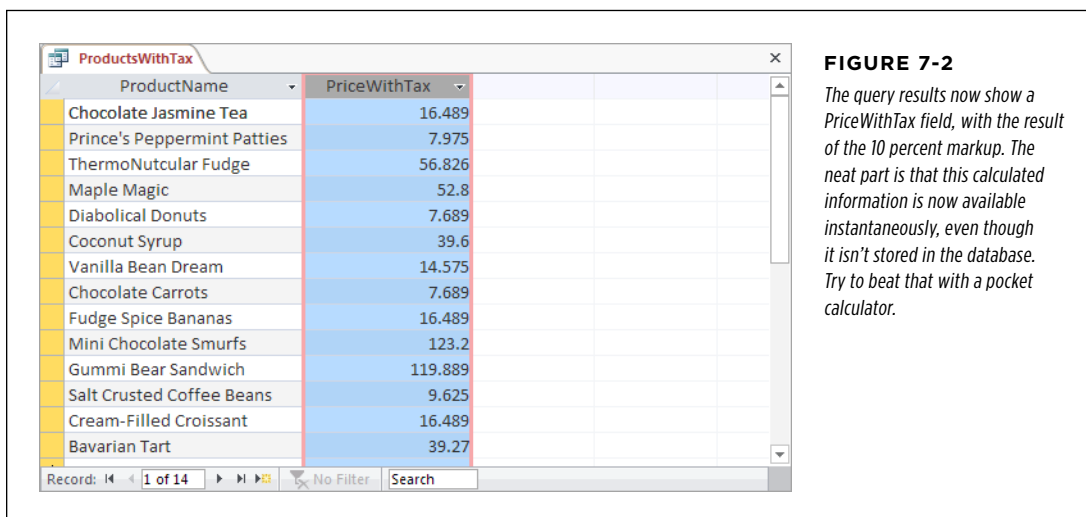 ProductsWithTax
ProductName PriceWithTax
Chocolate Jasmine Tea 16.489
Prince's Peppermint Patties 7.975
ThermoNutcular Fudge 56.826
Maple Magic 52.8
Diabolical Donuts 7.689
Coconut Syrup 39.6
Vanilla Bean Dream 14.575
Chocolate Carrots 7.689
Fudge Spice Bananas 16.489
Mini Chocolate Smurfs 123.2
Gummi Bear Sandwich 119.889
Salt Crusted Coffee Beans 9.625
Cream-Filled Croissant 16.489
Bavarian Tart 39.27
Record: 1 of 14 No Filter Search
FIGURE 7-2
The query results now show a
PriceWithTax field, with the result
of the 10 percent markup. The
neat part is that this calculated
information is now available
instantaneously, even though
it isn’t stored in the database.
Try to beat that with a pocket
calculator.